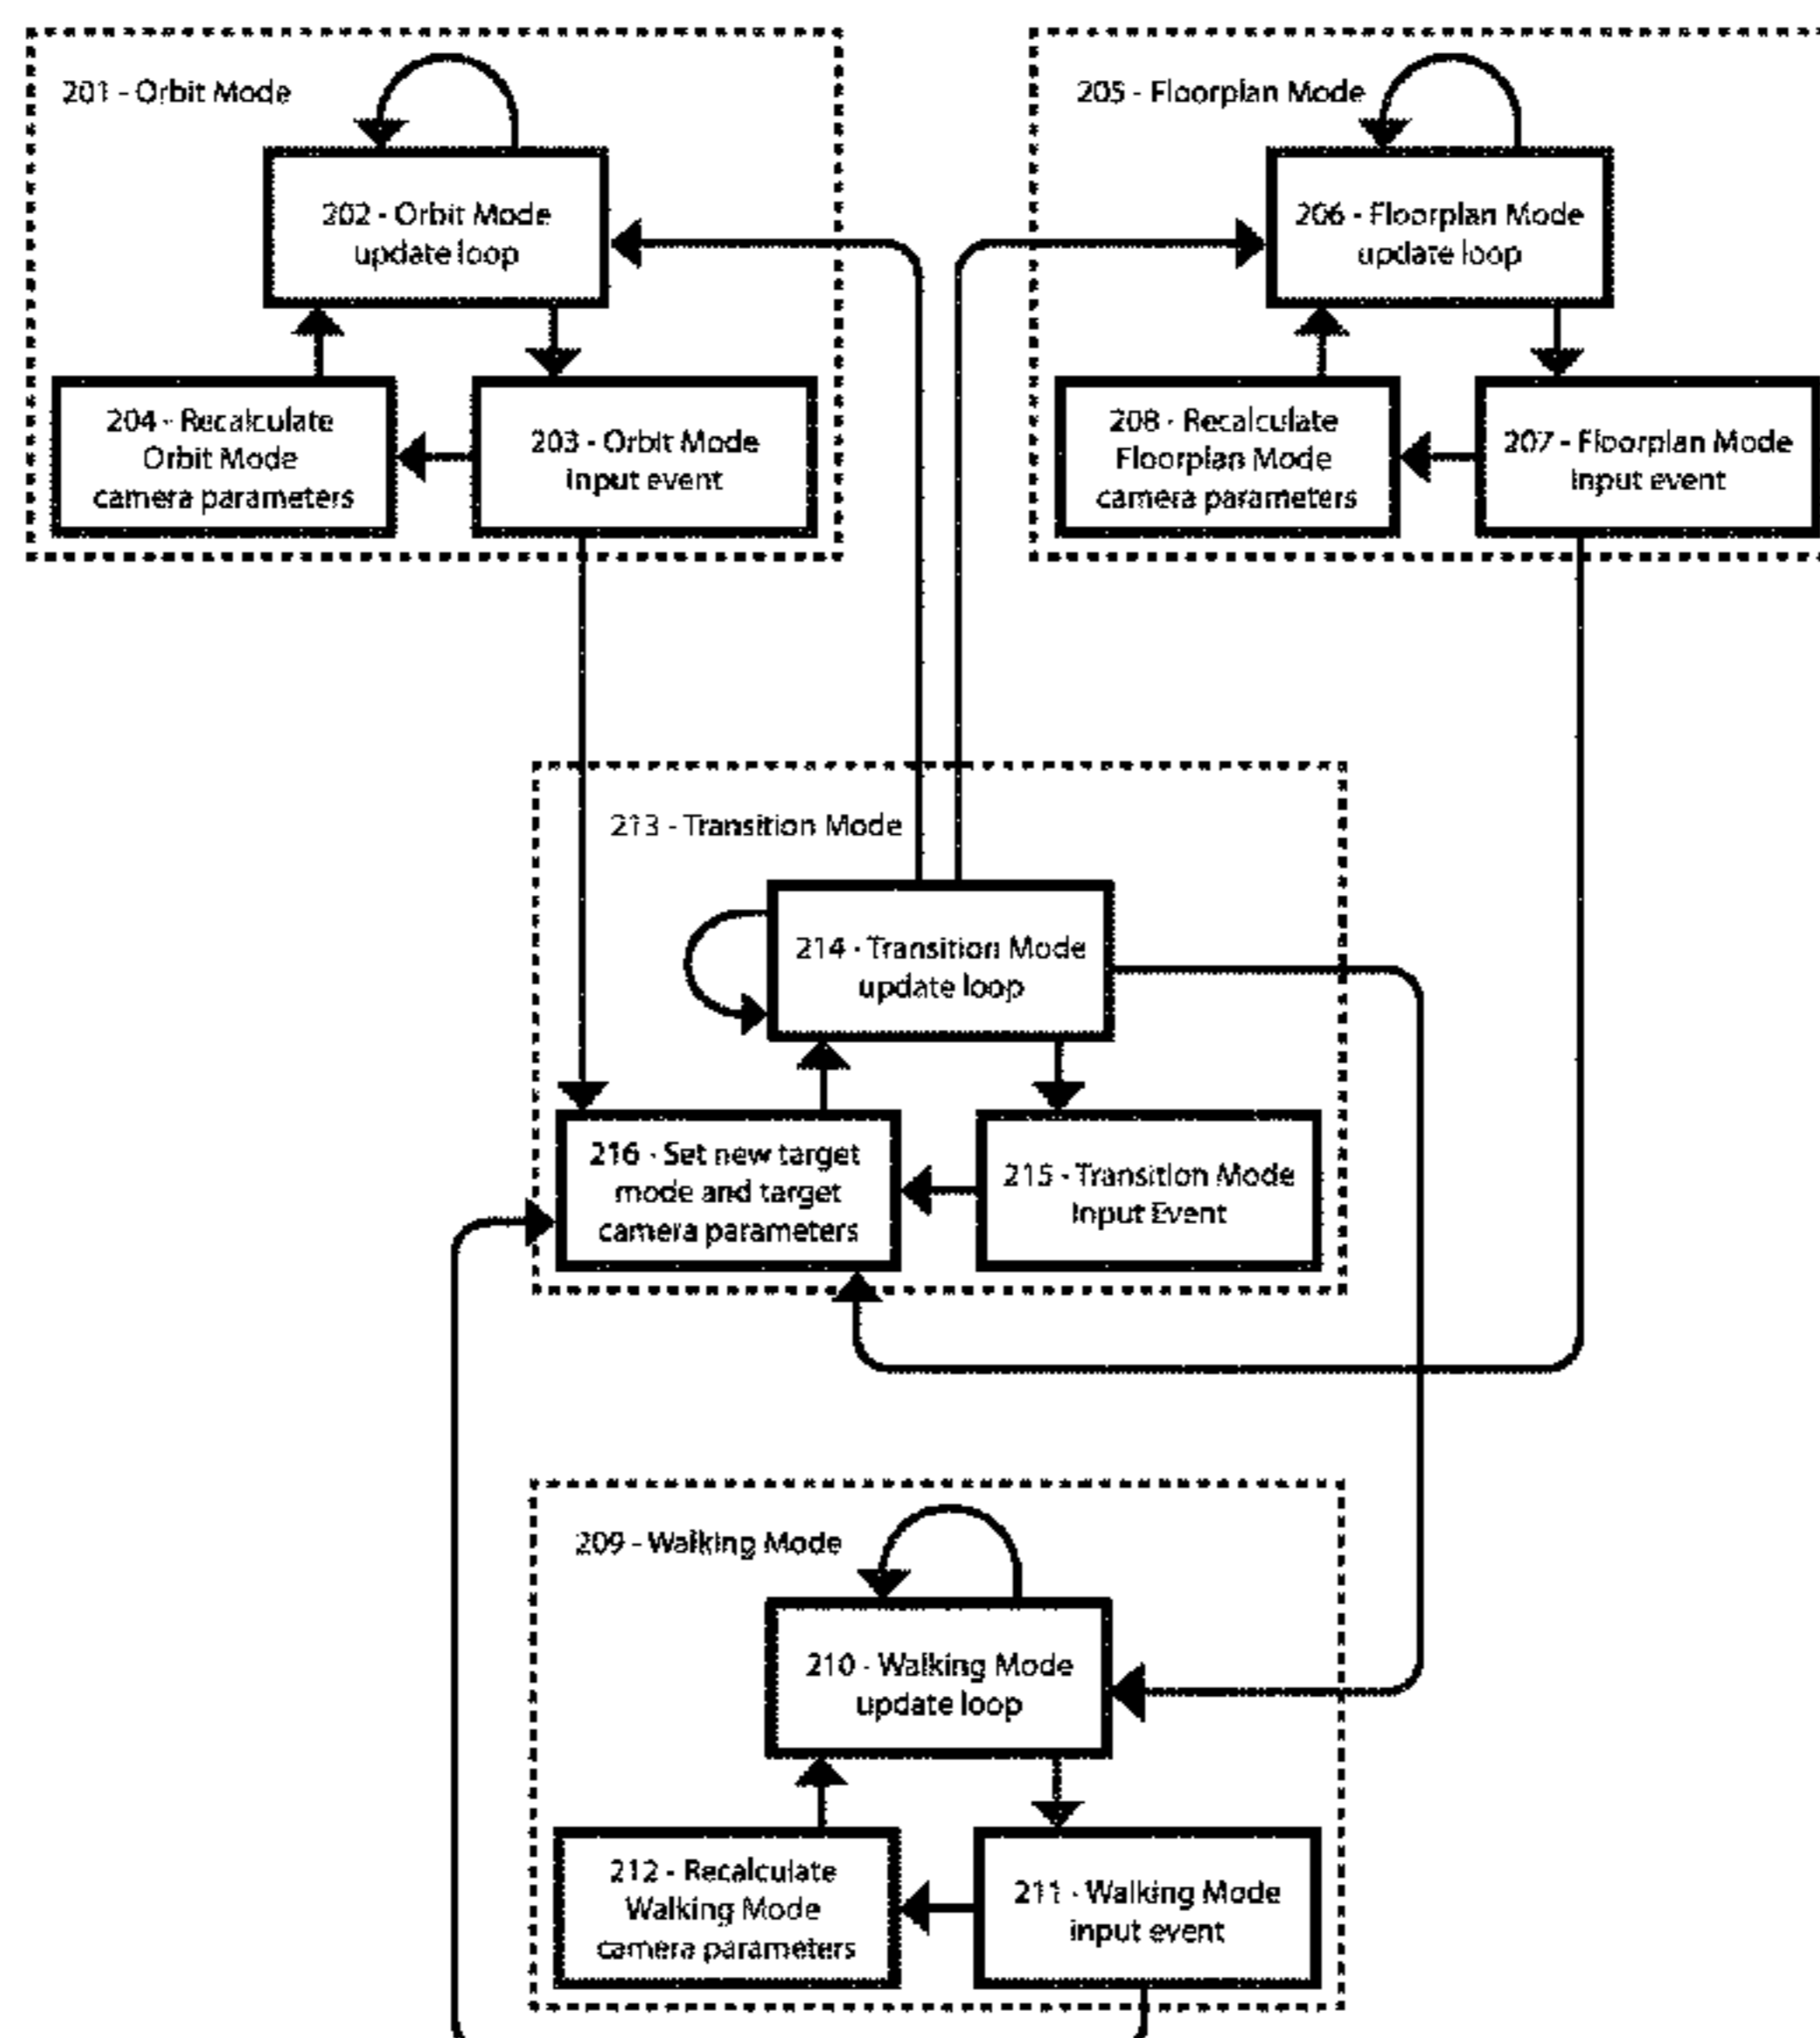 201 - Orbit Mode
202 - Orbit Mode
update loop
204 - Recalculate
Orbit Mode
camera parameters
203 - Orbit Mode
input event
205 - Floorplan Mode
206 - Floorplan Mode
update loop
208 - Recalculate
Floorplan Mode
camera parameters
207 - Floorplan Mode
input event
213 - Transition Mode
214 - Transition Mode
update loop
216 - Set new target
mode and target
camera parameters
215 - Transition Mode
Input Event
209 - Walking Mode
210 - Walking Mode
update loop
212 - Recalculate
Walking Mode
camera parameters
211 - Walking Mode
input event